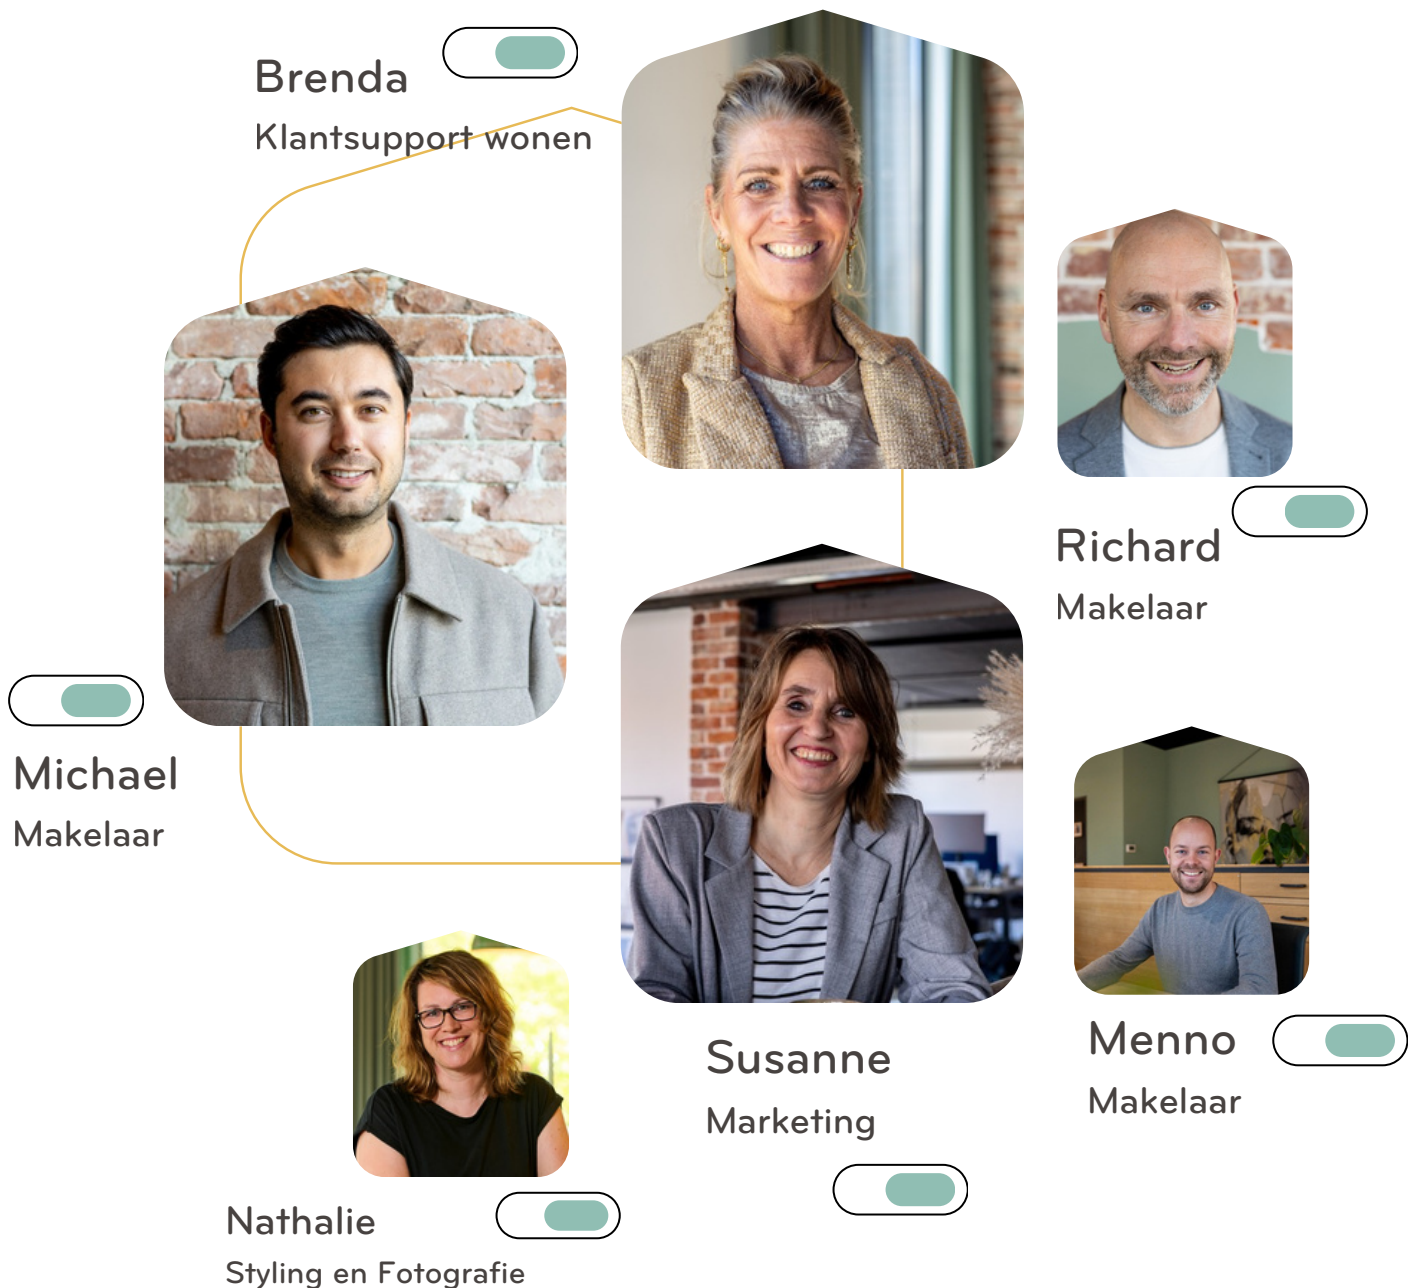 Brenda
Klantsupport wonen
Richard
Makelaar
Michael
Makelaar
Susanne
Marketing
Menno
Makelaar
Nathalie
Styling en Fotografie